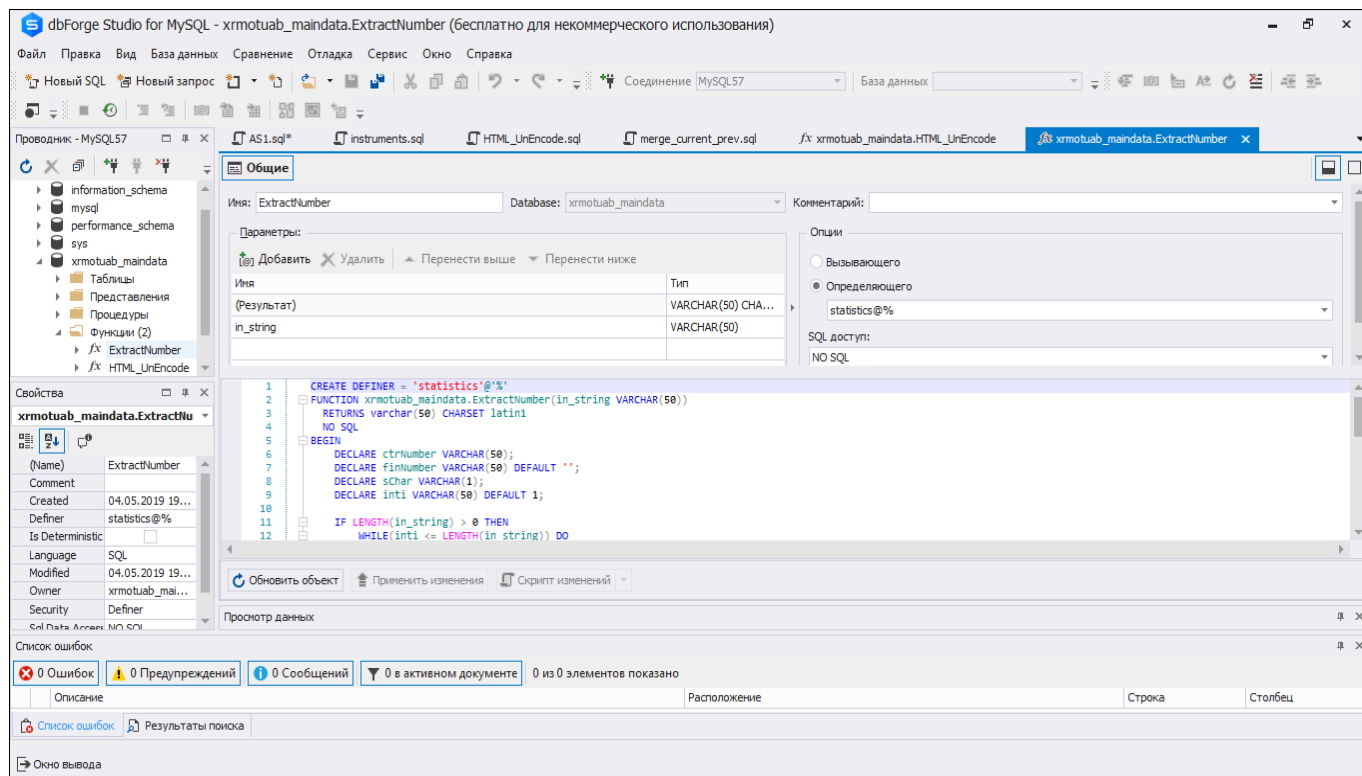 dbForge Studio for MySQL - xrmotuab_maindata.ExtractNumber (бесплатно для некоммерческого использования)
Файл Правка Вид База данных Сравнение Отладка Сервис Окно Справка
Новый SQL Новый запрос Соединение MySQL57 База данных
Проводник - MySQL57
AS1.sql* instruments.sql HTML_UnEncode.sql merge_current_prev.sql fx xrmotuab_maindata.HTML_UnEncode xrmotuab_maindata.ExtractNumber
information_schema
mysql
performance_schema
sys
xrmotuab_maindata
Таблицы
Представления
Процедуры
Функции (2)
fx ExtractNumber
fx HTML_UnEncode
Общие
Имя: ExtractNumber Database: xrmotuab_maindata Комментарий:
Параметры:
Добавить Удалить Перенести выше Перенести ниже
Имя Тип
(Результат) VARCHAR(50) CHA...
in_string VARCHAR(50)
Опции
Вызывающего
Определяющего
statistics@%
SQL доступ:
NO SQL
Свойства
xrmotuab_maindata.ExtractNu
(Name) ExtractNumber
Comment
Created 04.05.2019 19...
Definer statistics@%
Is Deterministic
Language SQL
Modified 04.05.2019 19...
Owner xrmotuab_mai...
Security Definer
Sql Data Access NO SQL
1 CREATE DEFINER = 'statistics'@'%'
2 FUNCTION xrmotuab_maindata.ExtractNumber(in_string VARCHAR(50))
3 RETURNS varchar(50) CHARSET latin1
4 NO SQL
5 BEGIN
6 DECLARE ctrNumber VARCHAR(50);
7 DECLARE finNumber VARCHAR(50) DEFAULT '';
8 DECLARE sChar VARCHAR(1);
9 DECLARE inti VARCHAR(50) DEFAULT 1;
10
11 IF LENGTH(in_string) > 0 THEN
12 WHILE(inti <= LENGTH(in_string)) DO
Обновить объект Применить изменения Скрипт изменений
Просмотр данных
Список ошибок
0 Ошибок 0 Предупреждений 0 Сообщений 0 в активном документе 0 из 0 элементов показано
Описание Расположение Строка Столбец
Список ошибок Результаты поиска
Окно вывода